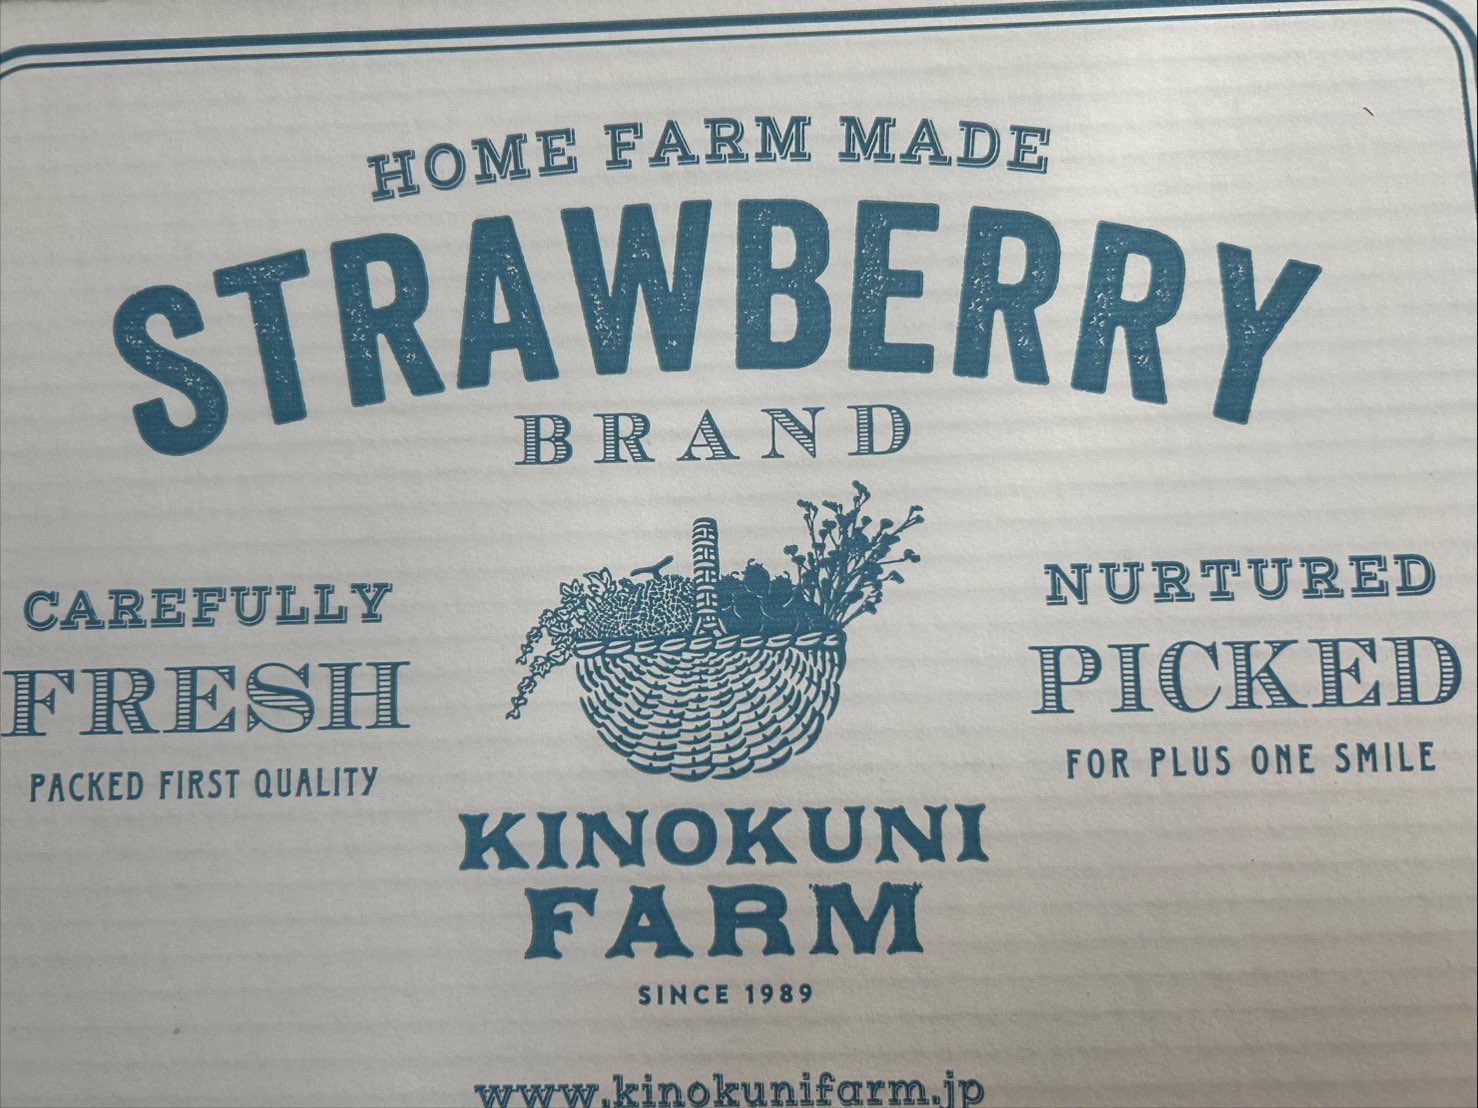 HOME FARM MADE
STRAWBERRY
BRAND
CAREFULLY
FRESH
PACKED FIRST QUALITY
NURTURED
PICKED
FOR PLUS ONE SMILE
KINOKUNI
FARM
SINCE 1989
www.kinokunifarm.jp